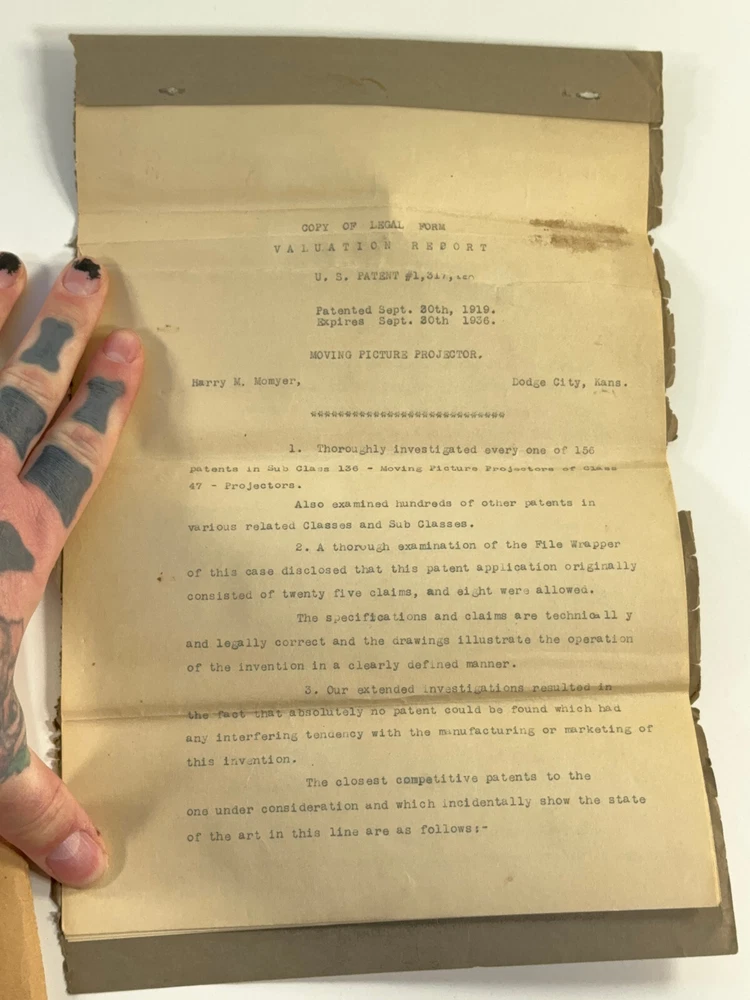 COPY OF LEGAL FORM
VALUATION REPORT
U. S. PATENT
Patented Sept. 30th, 1919.
Expires Sept. 30th 1936.
MOVING PICTURE PROJECTOR.
Harry M. Momyer, Dodge City, Kans.
****************************
1. Thoroughly investigated every one of 156
patents in Sub Class 136 - Moving Picture Projectors of Class
47 - Projectors.
Also examined hundreds of other patents in
various related Classes and Sub Classes.
2. A thorough examination of the File Wrapper
of this case disclosed that this patent application originally
consisted of twenty five claims, and eight were allowed.
The specifications and claims are technically
and legally correct and the drawings illustrate the operation
of the invention in a clearly defined manner.
3. Our extended investigations resulted in
the fact that absolutely no patent could be found which had
any interfering tendency with the manufacturing or marketing of
this invention.
The closest competitive patents to the
one under consideration and which incidentally show the state
of the art in this line are as follows:-